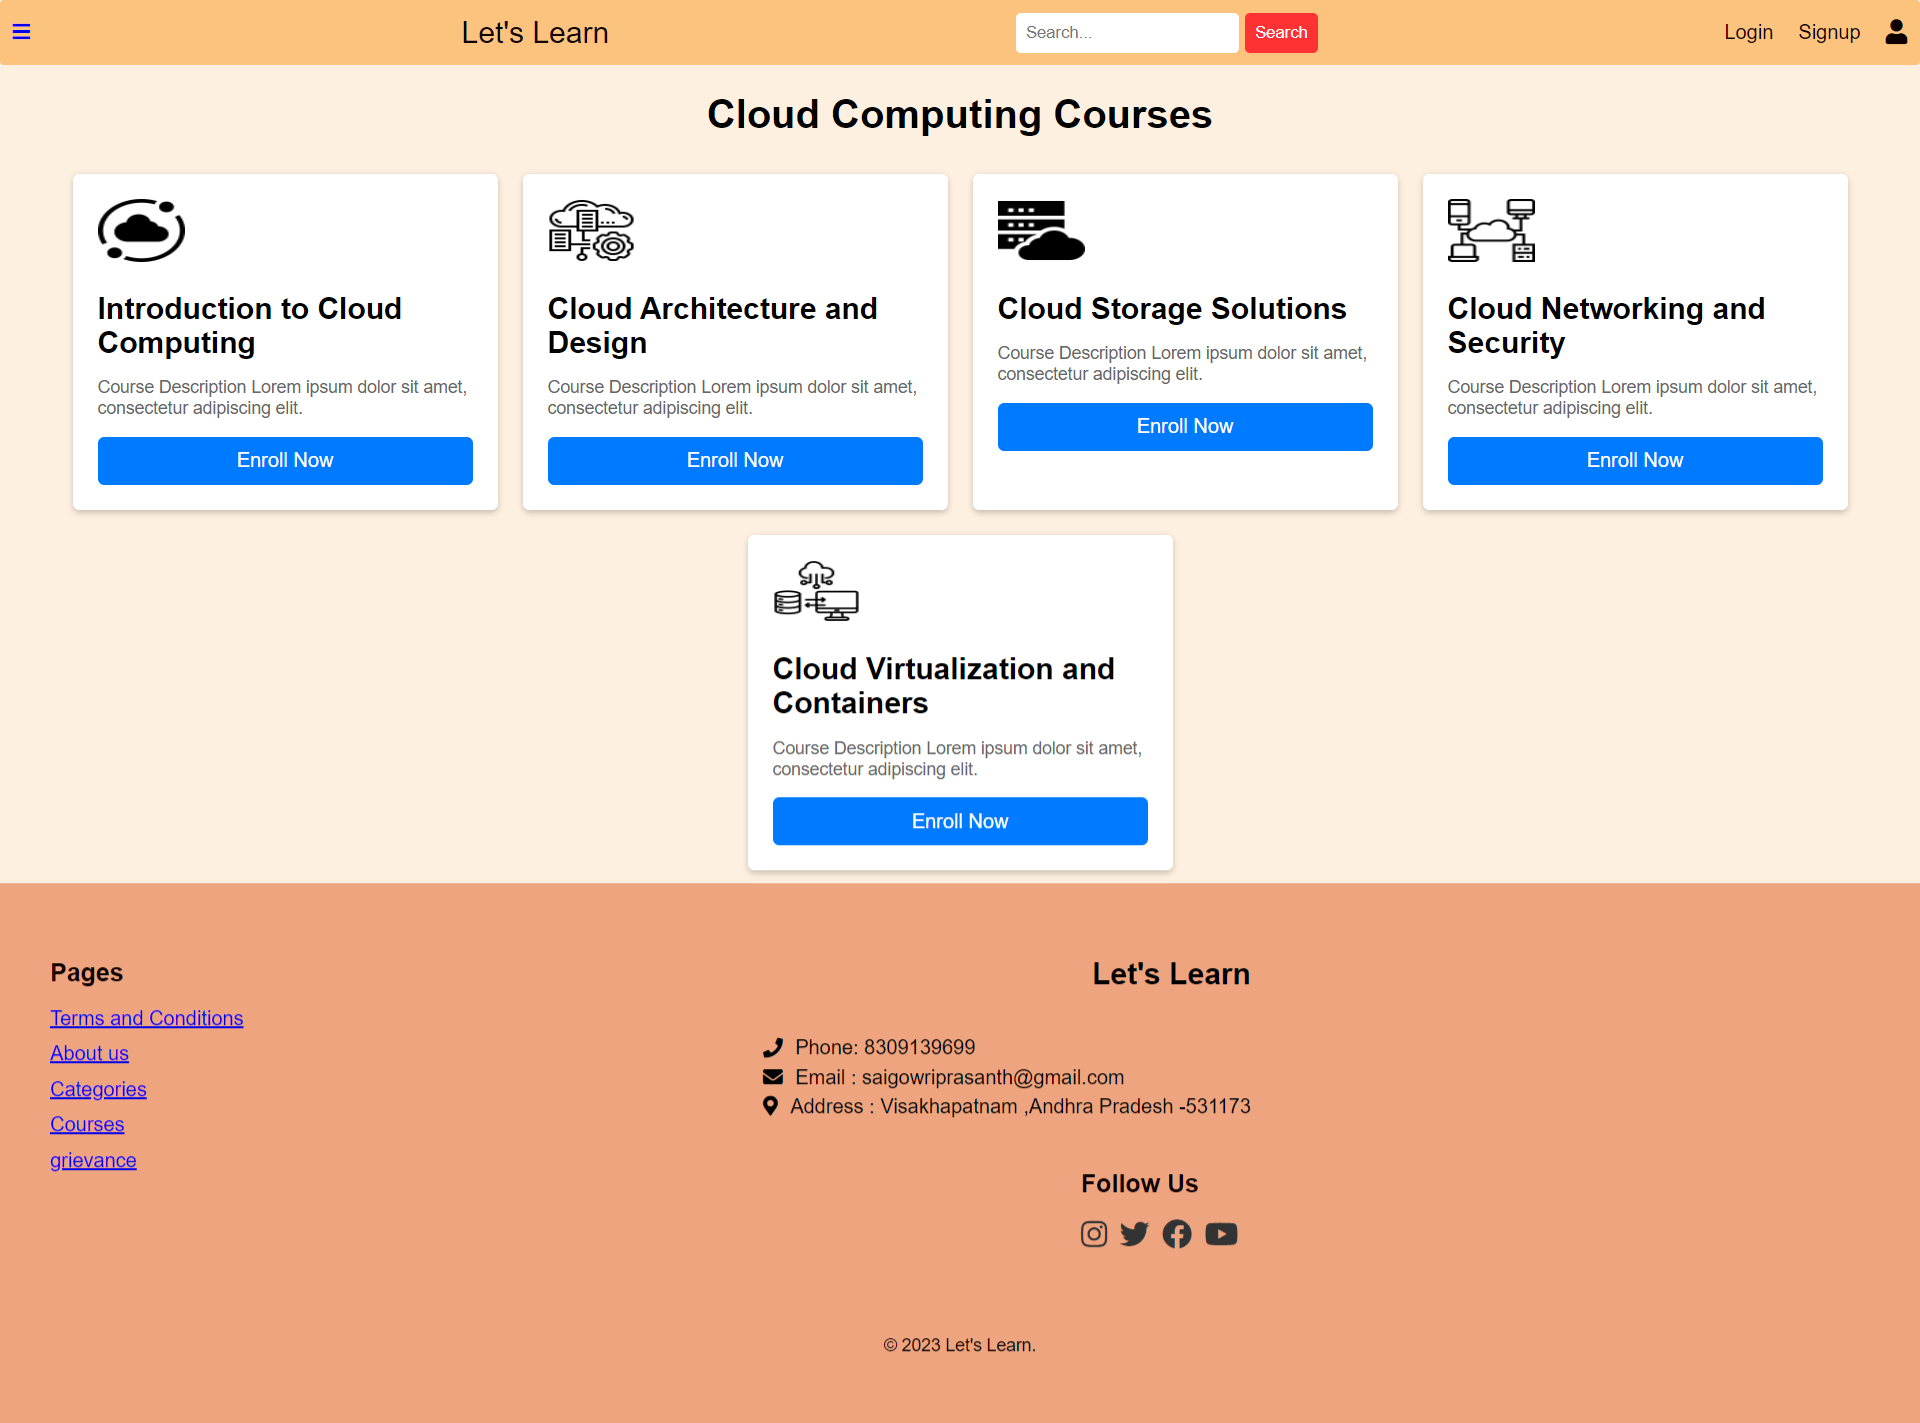 Let's Learn
Search...
Search
Login
Signup
Cloud Computing Courses
Introduction to Cloud
Computing
Course Description Lorem ipsum dolor sit amet,
consectetur adipiscing elit.
Enroll Now
Cloud Architecture and
Design
Course Description Lorem ipsum dolor sit amet,
consectetur adipiscing elit.
Enroll Now
Cloud Storage Solutions
Course Description Lorem ipsum dolor sit amet,
consectetur adipiscing elit.
Enroll Now
Cloud Networking and
Security
Course Description Lorem ipsum dolor sit amet,
consectetur adipiscing elit.
Enroll Now
Cloud Virtualization and
Containers
Course Description Lorem ipsum dolor sit amet,
consectetur adipiscing elit.
Enroll Now
Pages
Terms and Conditions
About us
Categories
Courses
grievance
Let's Learn
Phone: 8309139699
Email : saigowriprasanth@gmail.com
Address : Visakhapatnam ,Andhra Pradesh -531173
Follow Us
© 2023 Let's Learn.